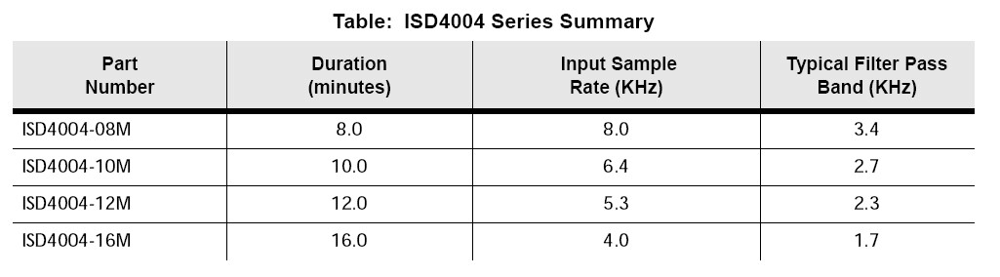 Table: ISD4004 Series Summary
Part Number Duration (minutes) Input Sample Rate (KHz) Typical Filter Pass Band (KHz)
ISD4004-08M 8.0 8.0 3.4
ISD4004-10M 10.0 6.4 2.7
ISD4004-12M 12.0 5.3 2.3
ISD4004-16M 16.0 4.0 1.7